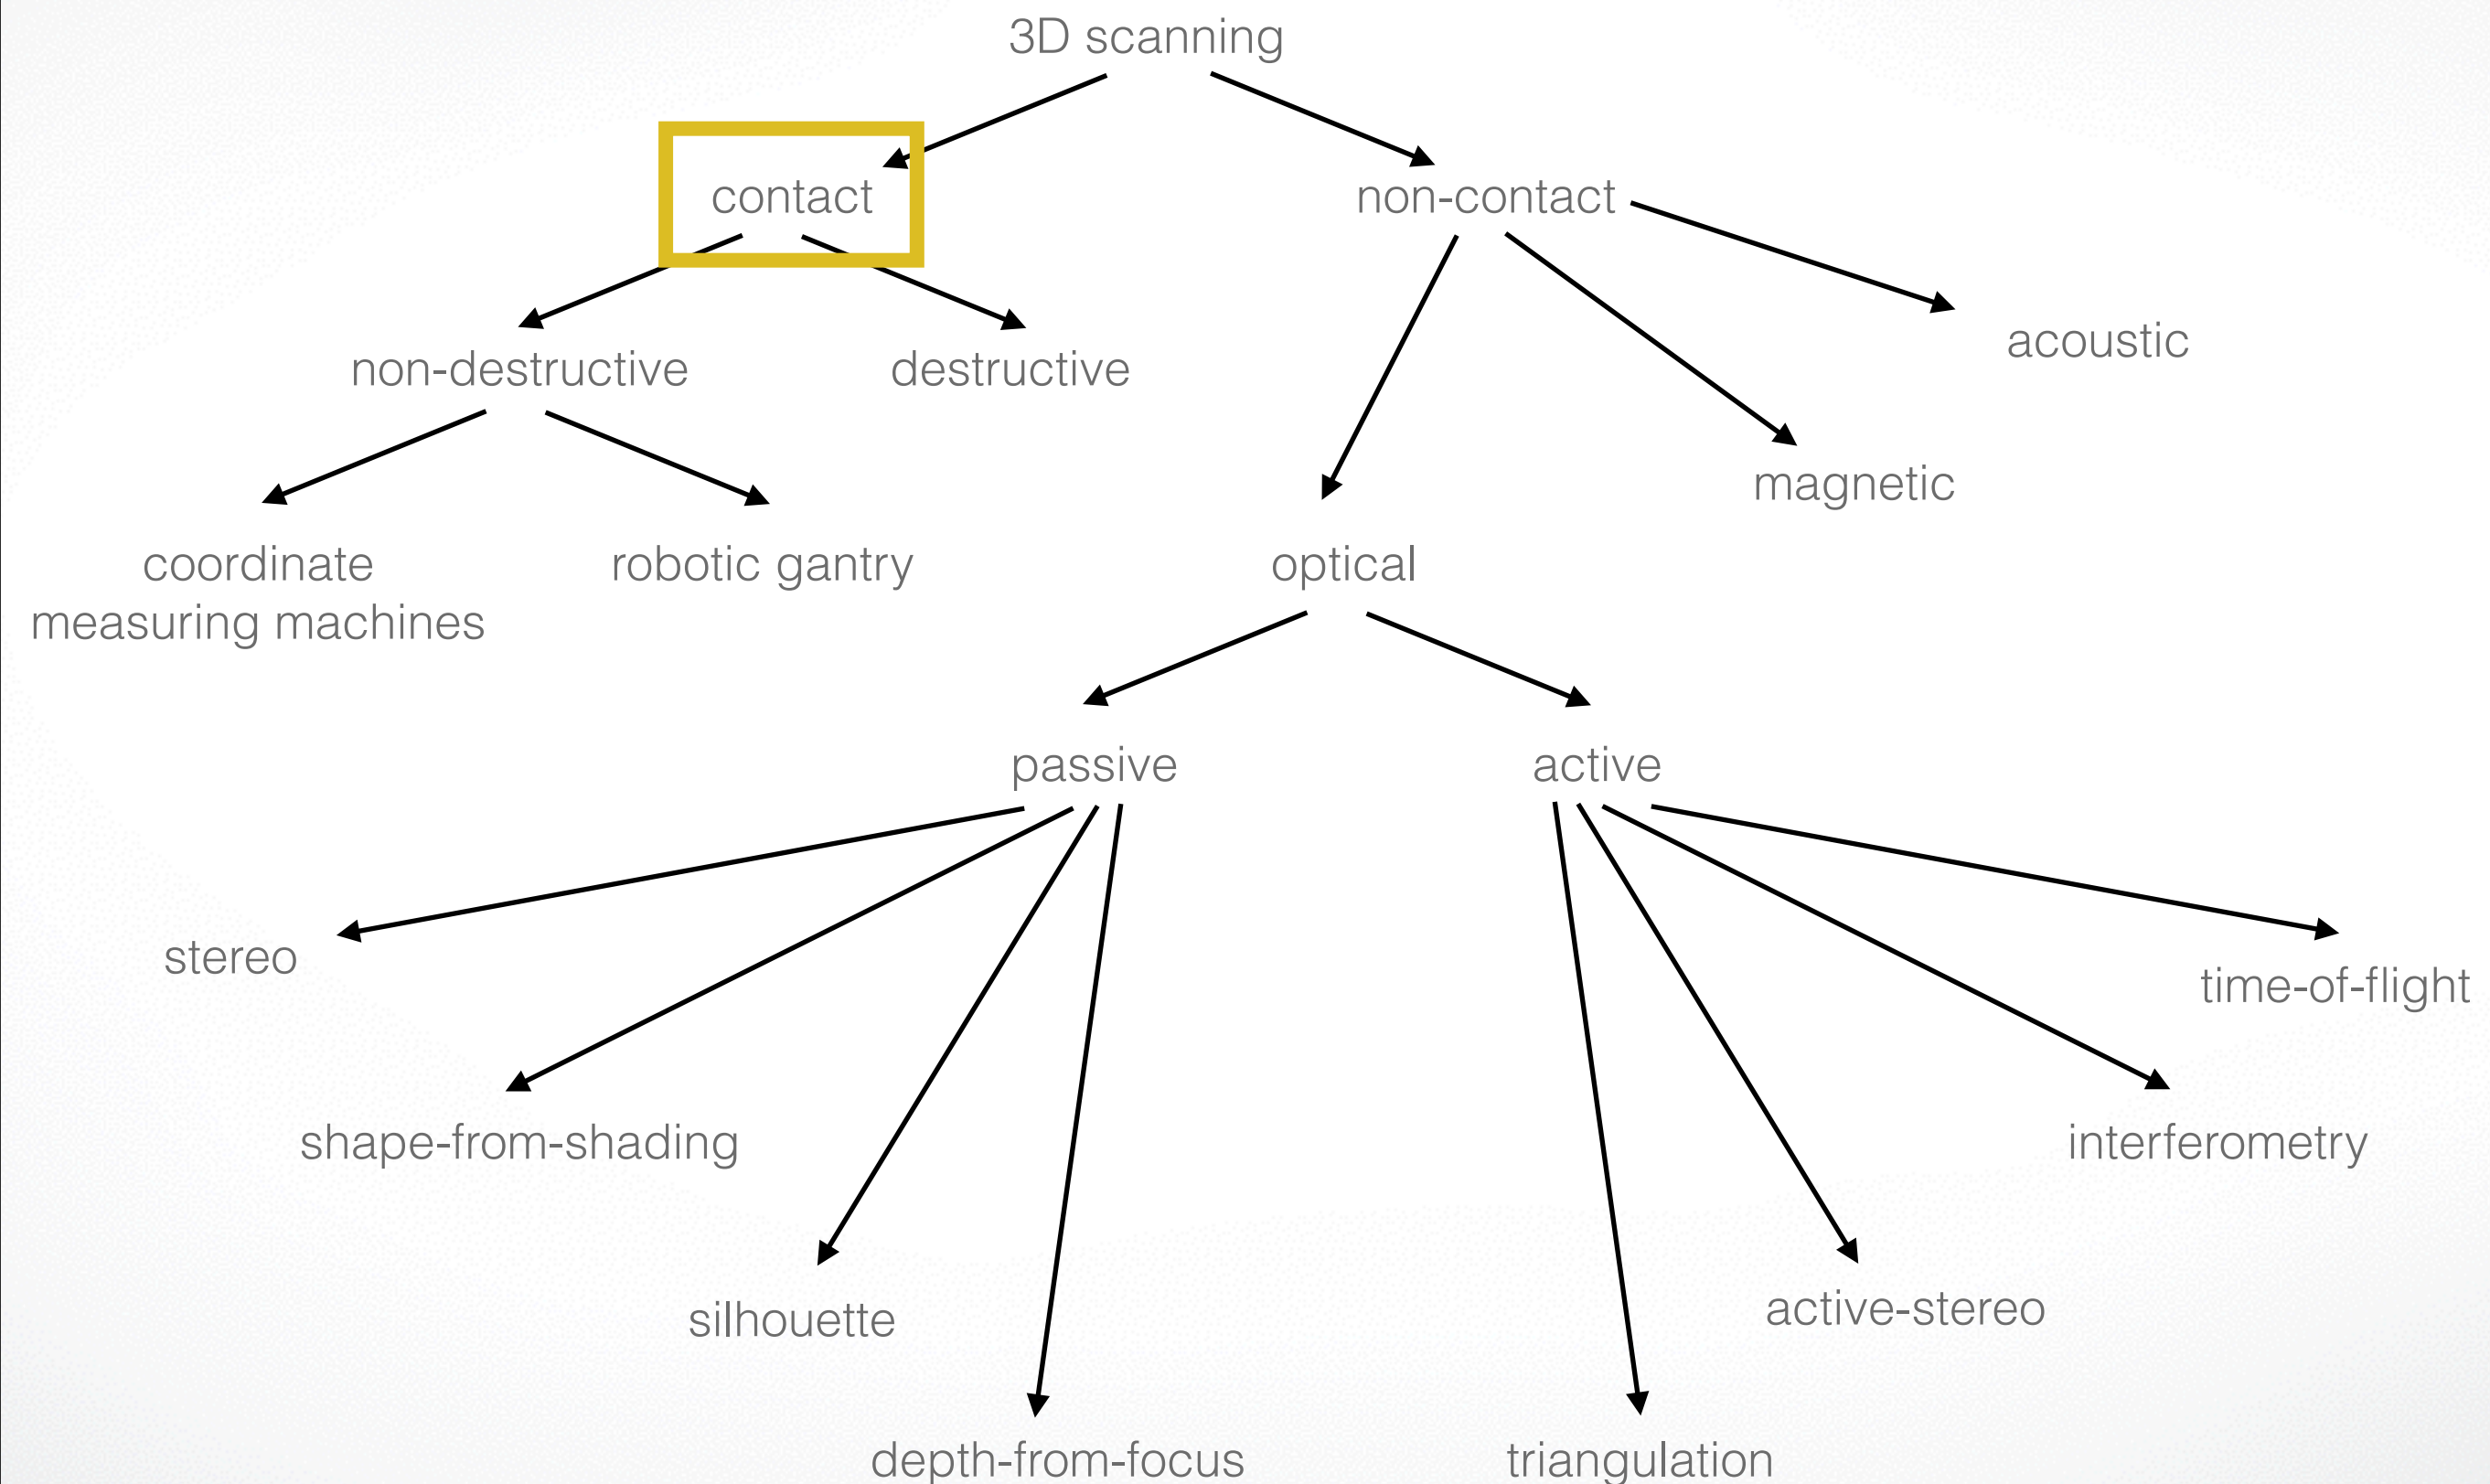 3D scanning
contact
non-contact
non-destructive
destructive
acoustic
magnetic
coordinate
measuring machines
robotic gantry
optical
passive
active
stereo
time-of-flight
shape-from-shading
interferometry
silhouette
active-stereo
depth-from-focus
triangulation